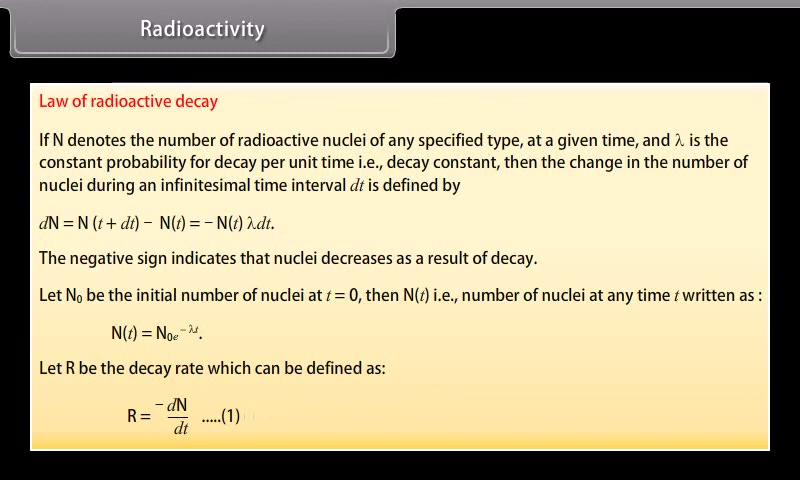 Radioactivity
Law of radioactive decay
If N denotes the number of radioactive nuclei of any specified type, at a given time, and λ is the
constant probability for decay per unit time i.e., decay constant, then the change in the number of
nuclei during an infinitesimal time interval dt is defined by
dN = N (t + dt) − N(t) = − N(t) λdt.
The negative sign indicates that nuclei decreases as a result of decay.
Let N₀ be the initial number of nuclei at t = 0, then N(t) i.e., number of nuclei at any time t written as :
N(t) = N₀e^−λt.
Let R be the decay rate which can be defined as:
R = −dN/dt .....(1)